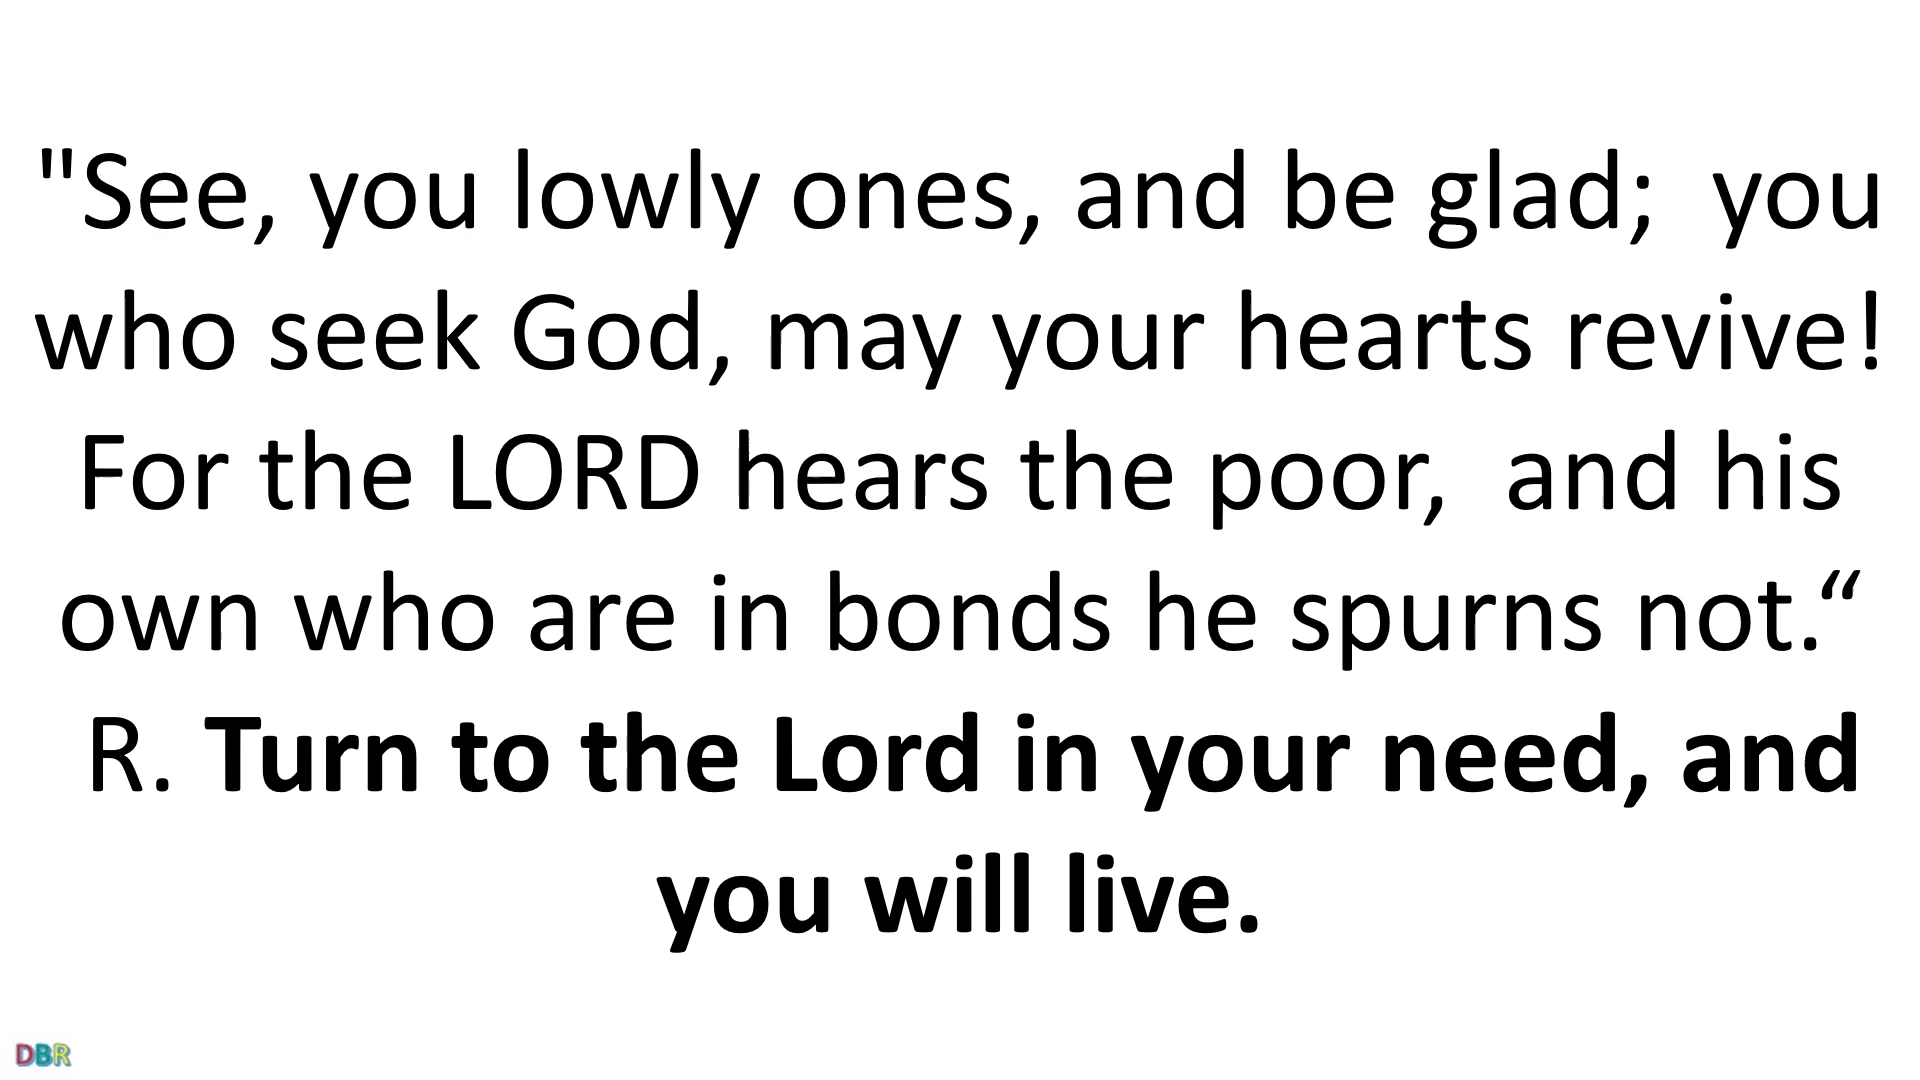 "See, you lowly ones, and be glad;  you
who seek God, may your hearts revive!
For the LORD hears the poor,  and his
own who are in bonds he spurns not.“
R. Turn to the Lord in your need, and
you will live.
DBR